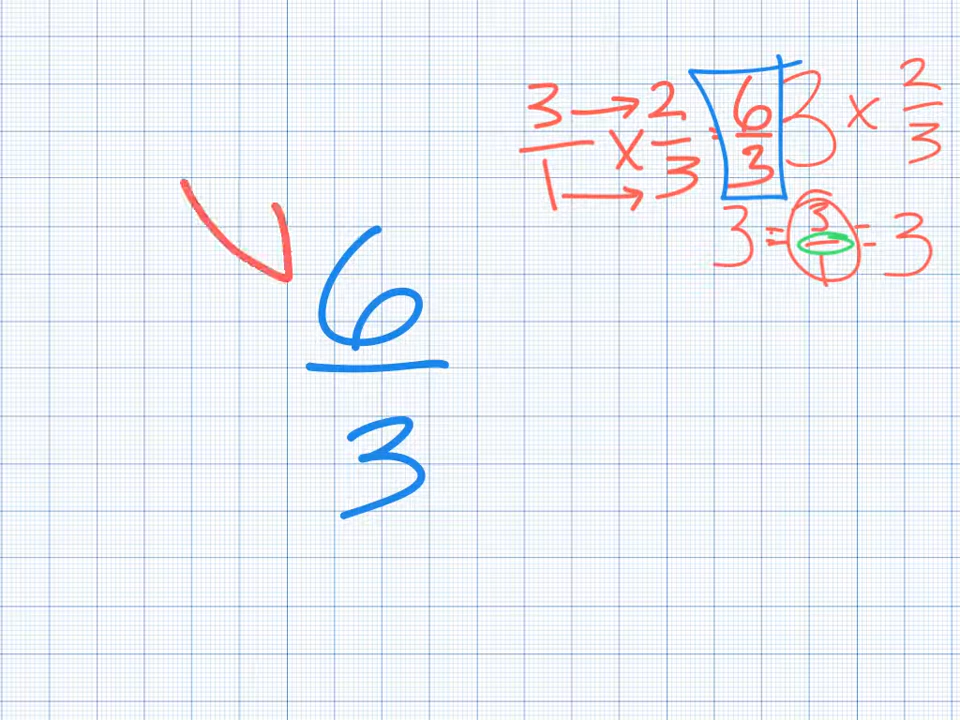 3/1 → 2/3 × = 6/3
3 × 2/3
3 = 3/1 = 3
6/3